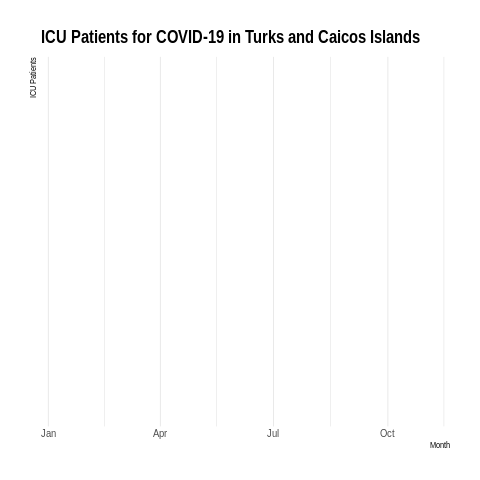 ICU Patients for COVID-19 in Turks and Caicos Islands
ICU Patients
Jan Apr Jul Oct
Month